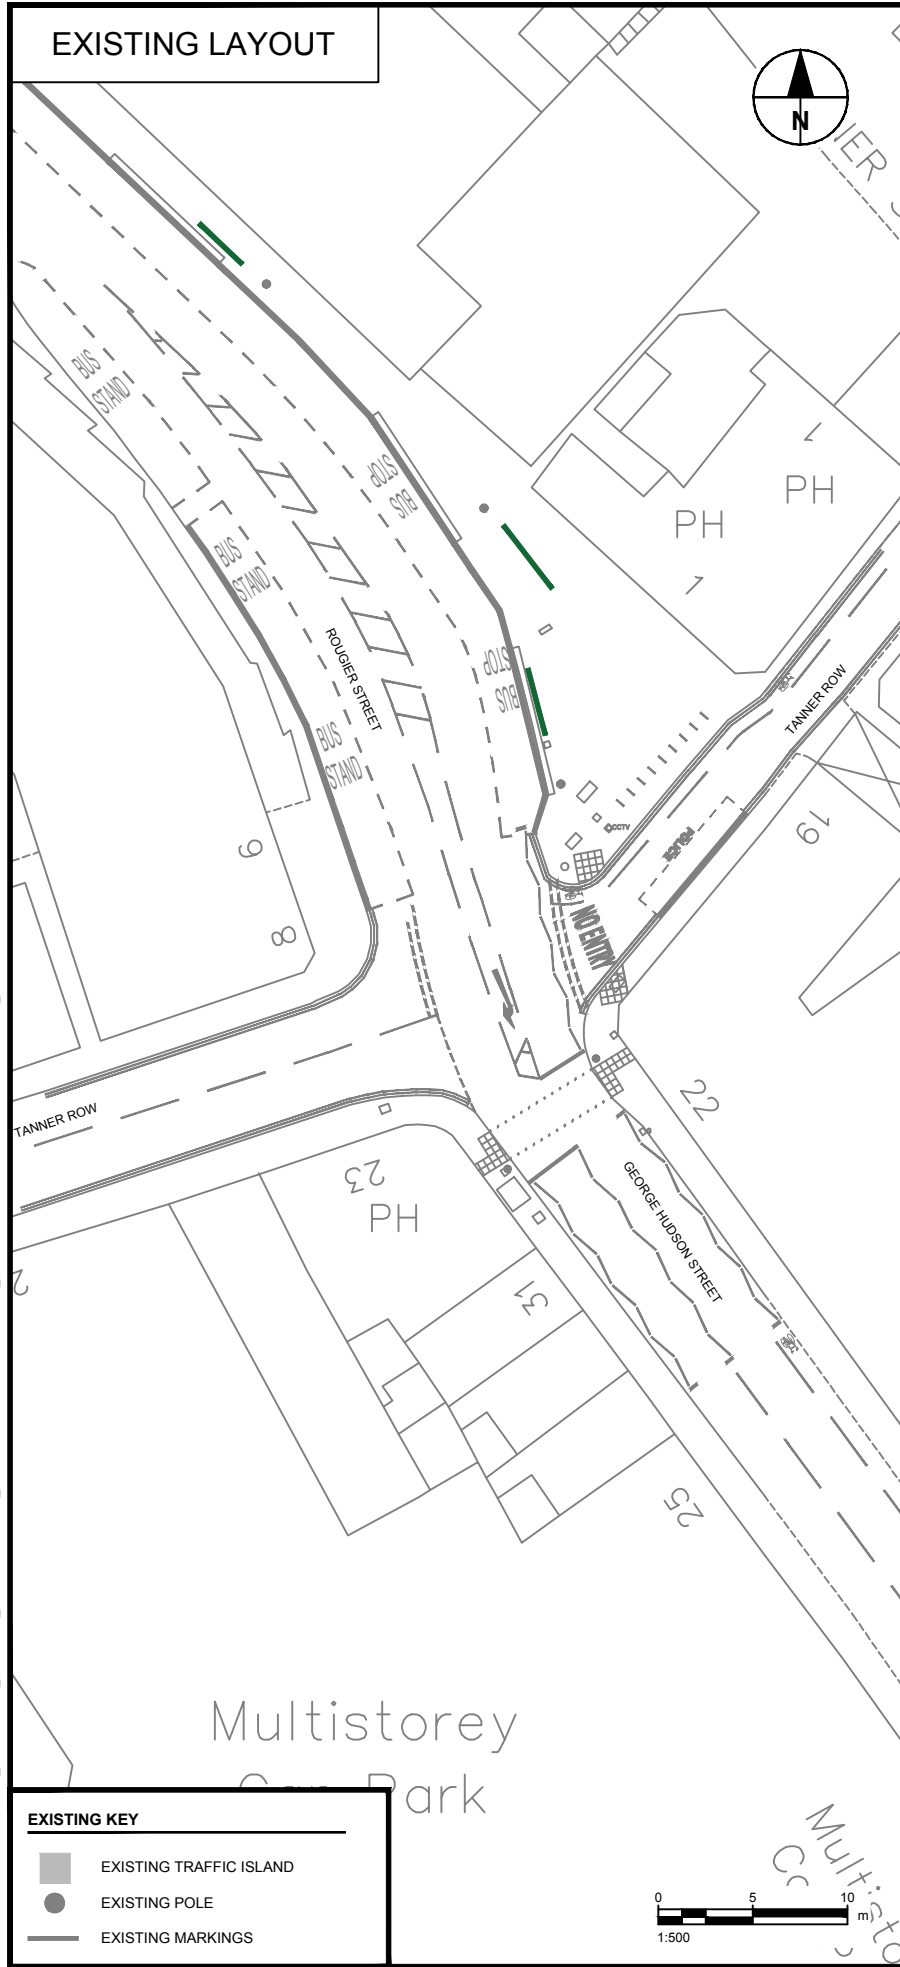 EXISTING LAYOUT
N
BUS
STAND
STOP
BUS
PH
1
PH
1
BUS
STAND
ROUGIER STREET
STOP
BUS
TANNER ROW
BUS
STAND
CCTV
POLICE
19
9
8
NO ENTRY
TANNER ROW
22
23
PH
GEORGE HUDSON STREET
31
25
Multistorey
Park
EXISTING KEY
EXISTING TRAFFIC ISLAND
EXISTING POLE
EXISTING MARKINGS
0 5 10
m
1:500